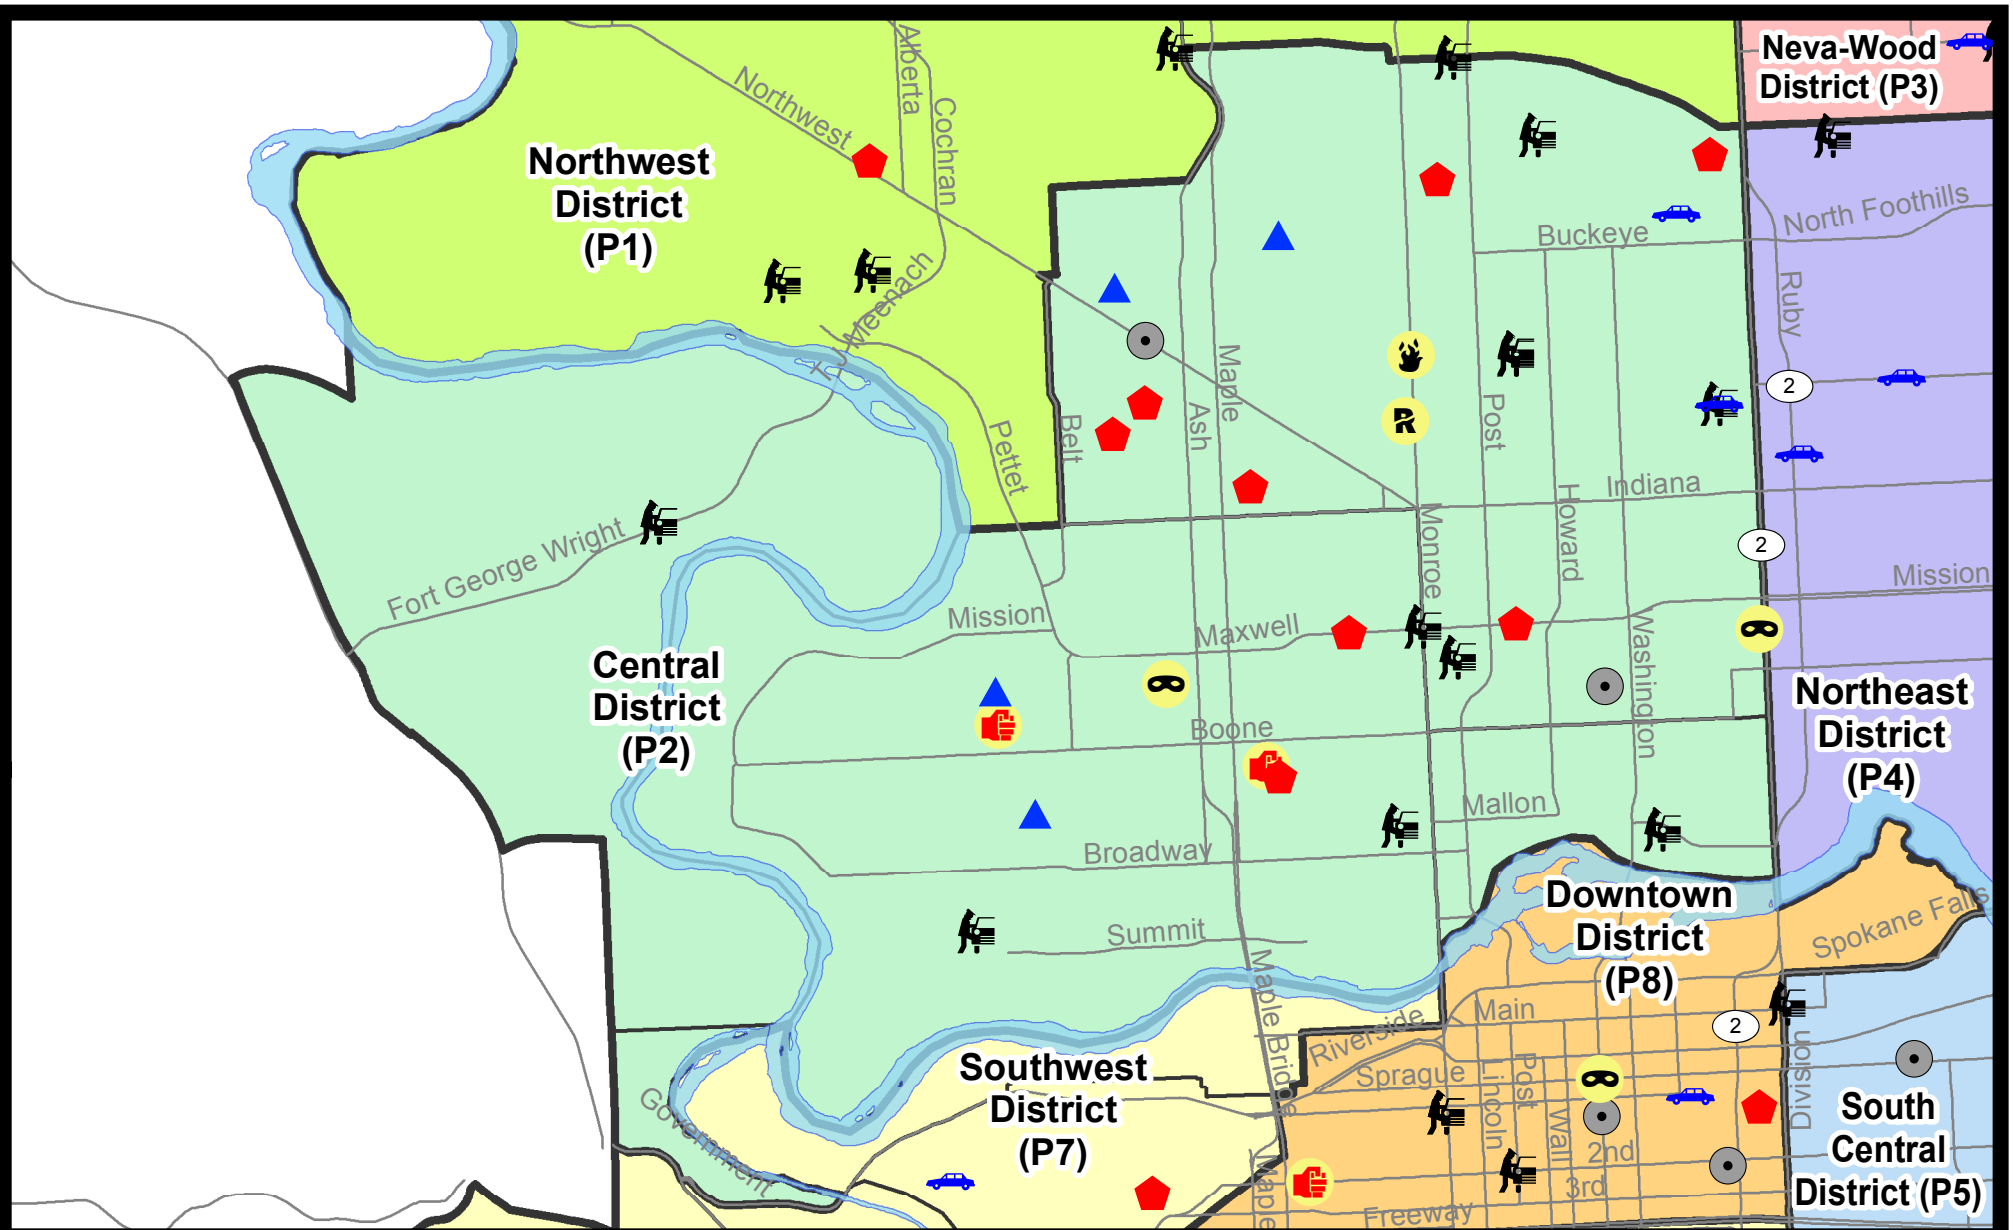 Neva-Wood
District (P3)
Alberta
Northwest
Cochran
Northwest
District
(P1)
North Foothills
Buckeye
T J Meenach
Ruby
Maple
2
Post
Ash
Belt
Pettet
Indiana
Howard
Monroe
2
Fort George Wright
Mission
Mission
Maxwell
Washington
Central
District
(P2)
Northeast
District
(P4)
Boone
R
Mallon
Broadway
Downtown
District
(P8)
Spokane Falls
Summit
Maple Bridge
Main
2
Riverside
Southwest
District
(P7)
Sprague
Lincoln
Post
Wall
Division
South
Central
District (P5)
Government
2nd
3rd
Maple
Freeway